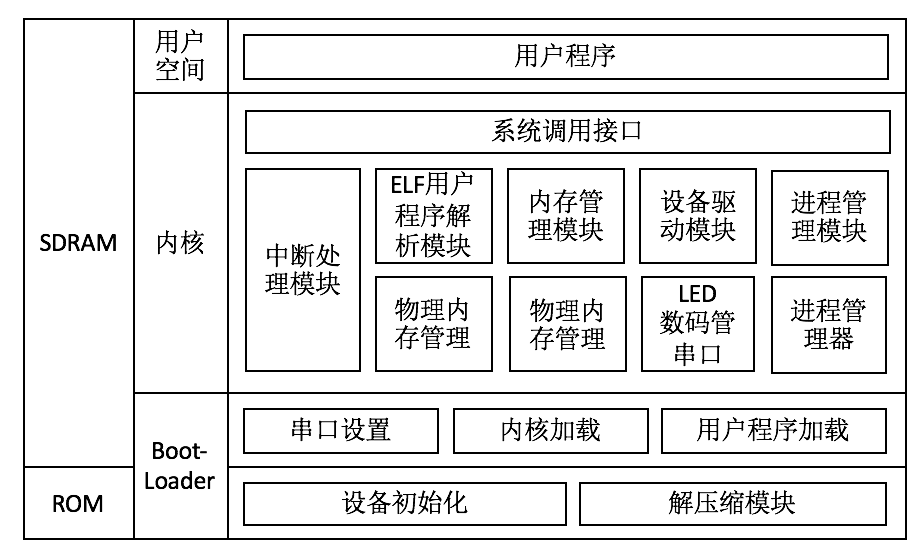 SDRAM
用户
空间
用户程序
内核
系统调用接口
中断处
理模块
ELF用户
程序解
析模块
内存管
理模块
设备驱
动模块
进程管
理模块
物理内
存管理
物理内
存管理
LED
数码管
串口
进程管
理器
Boot-
Loader
串口设置
内核加载
用户程序加载
ROM
设备初始化
解压缩模块